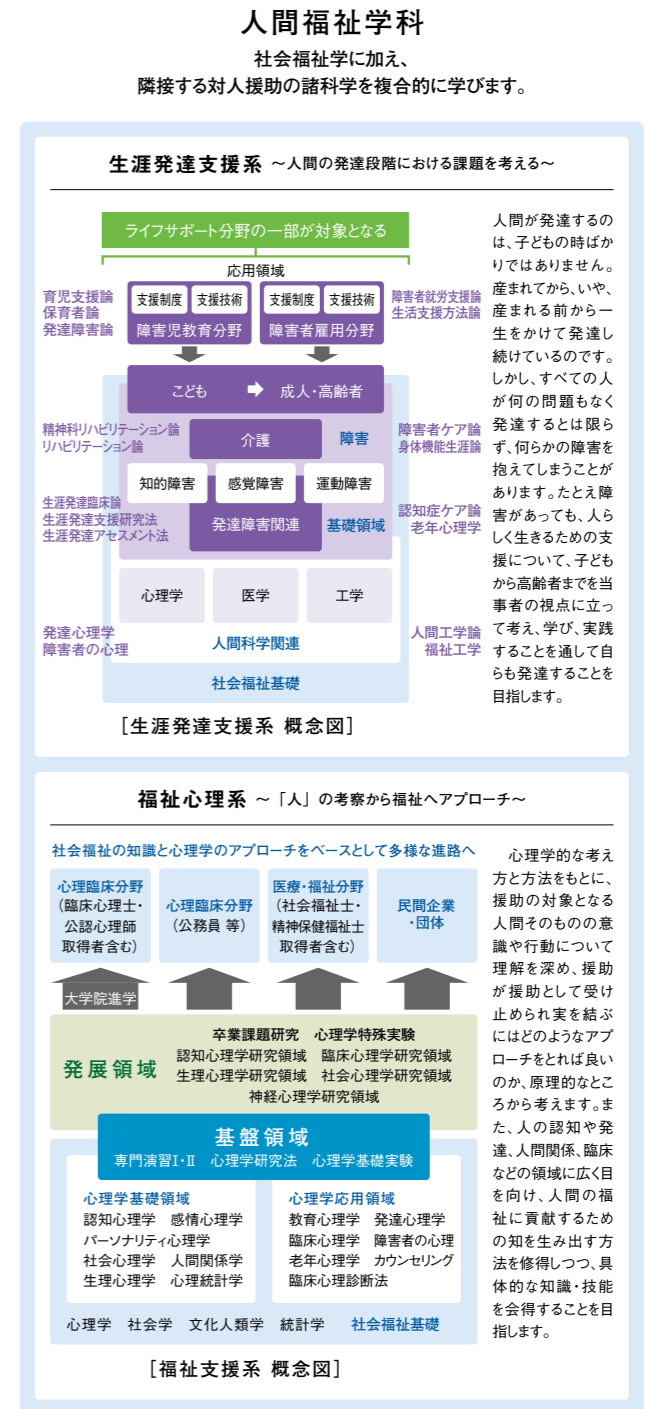 人間福祉学科
社会福祉学に加え、
隣接する対人援助の諸科学を複合的に学びます。
生涯発達支援系 ～人間の発達段階における課題を考える～
ライフサポート分野の一部が対象となる
応用領域
育児支援論
保育者論
発達障害論
支援制度 支援技術
障害児教育分野
支援制度 支援技術
障害者雇用分野
障害者就労支援論
生活支援方法論
こども ➡ 成人・高齢者
精神科リハビリテーション論
リハビリテーション論
介護
障害
障害者ケア論
身体機能生涯論
知的障害
感覚障害
運動障害
生涯発達臨床論
生涯発達支援研究法
生涯発達アセスメント法
発達障害関連
基礎領域
認知症ケア論
老年心理学
心理学
医学
工学
発達心理学
障害者の心理
人間科学関連
人間工学論
福祉工学
社会福祉基礎
［生涯発達支援系 概念図］
人間が発達するの
は、子どもの時ばか
りではありません。
産まれてから、いや、
産まれる前から一
生をかけて発達し
続けているのです。
しかし、すべての人
が何の問題もなく
発達するとは限ら
ず、何らかの障害を
抱えてしまうことが
あります。たとえ障
害があっても、人ら
しく生きるための支
援について、子ども
から高齢者までを当
事者の視点に立っ
て考え、学び、実践
することを通して自
らも発達することを
目指します。
福祉心理系 ～「人」の考察から福祉へアプローチ～
社会福祉の知識と心理学のアプローチをベースとして多様な進路へ
心理臨床分野
（臨床心理士・
公認心理師
取得者含む）
心理臨床分野
（公務員 等）
医療・福祉分野
（社会福祉士・
精神保健福祉士
取得者含む）
民間企業
・団体
大学院進学
発展領域
卒業課題研究 心理学特殊実験
認知心理学研究領域 臨床心理学研究領域
生理心理学研究領域 社会心理学研究領域
神経心理学研究領域
基盤領域
専門演習Ⅰ・Ⅱ 心理学研究法 心理学基礎実験
心理学基礎領域
認知心理学 感情心理学
パーソナリティ心理学
社会心理学 人間関係学
生理心理学 心理統計学
心理学応用領域
教育心理学 発達心理学
臨床心理学 障害者の心理
老年心理学 カウンセリング
臨床心理診断法
心理学 社会学 文化人類学 統計学 社会福祉基礎
［福祉支援系 概念図］
心理学的な考え
方と方法をもとに、
援助の対象となる
人間そのものの意
識や行動について
理解を深め、援助
が援助として受け
止められ実を結ぶ
にはどのようなアプ
ローチをとれば良い
のか、原理的なとこ
ろから考えます。ま
た、人の認知や発
達、人間関係、臨床
などの領域に広く目
を向け、人間の福
祉に貢献するため
の知を生み出す方
法を修得しつつ、具
体的な知識・技能
を会得することを目
指します。